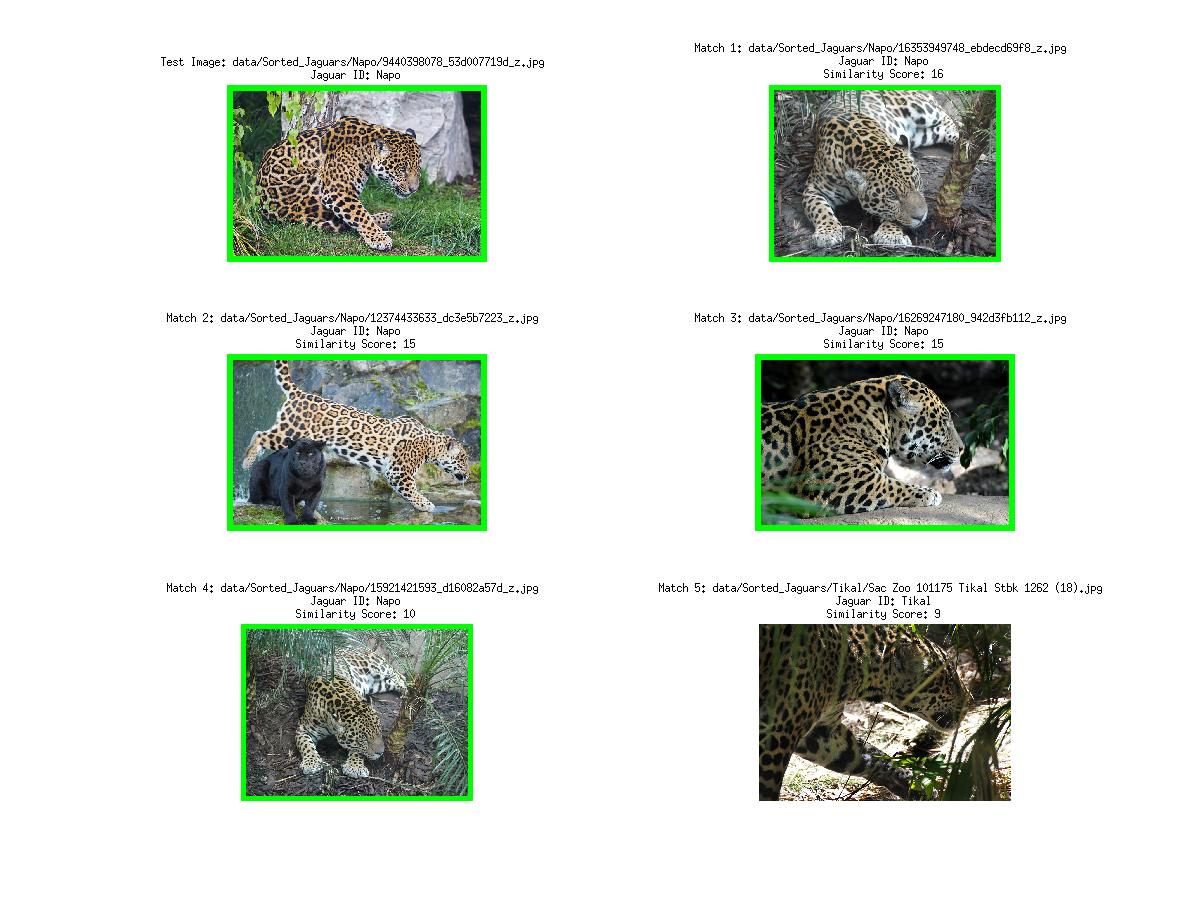 Test Image: data/Sorted_Jaguars/Napo/9440398078_53d007719d_z.jpg
Jaguar ID: Napo
Match 1: data/Sorted_Jaguars/Napo/16353949748_ebdecd69f8_z.jpg
Jaguar ID: Napo
Similarity Score: 16
Match 2: data/Sorted_Jaguars/Napo/12374433633_dc3e5b7223_z.jpg
Jaguar ID: Napo
Similarity Score: 15
Match 3: data/Sorted_Jaguars/Napo/16269247180_942d3fb112_z.jpg
Jaguar ID: Napo
Similarity Score: 15
Match 4: data/Sorted_Jaguars/Napo/15921421593_d16082a57d_z.jpg
Jaguar ID: Napo
Similarity Score: 10
Match 5: data/Sorted_Jaguars/Tikal/Sac Zoo 101175 Tikal Stbk 1262 (18).jpg
Jaguar ID: Tikal
Similarity Score: 9